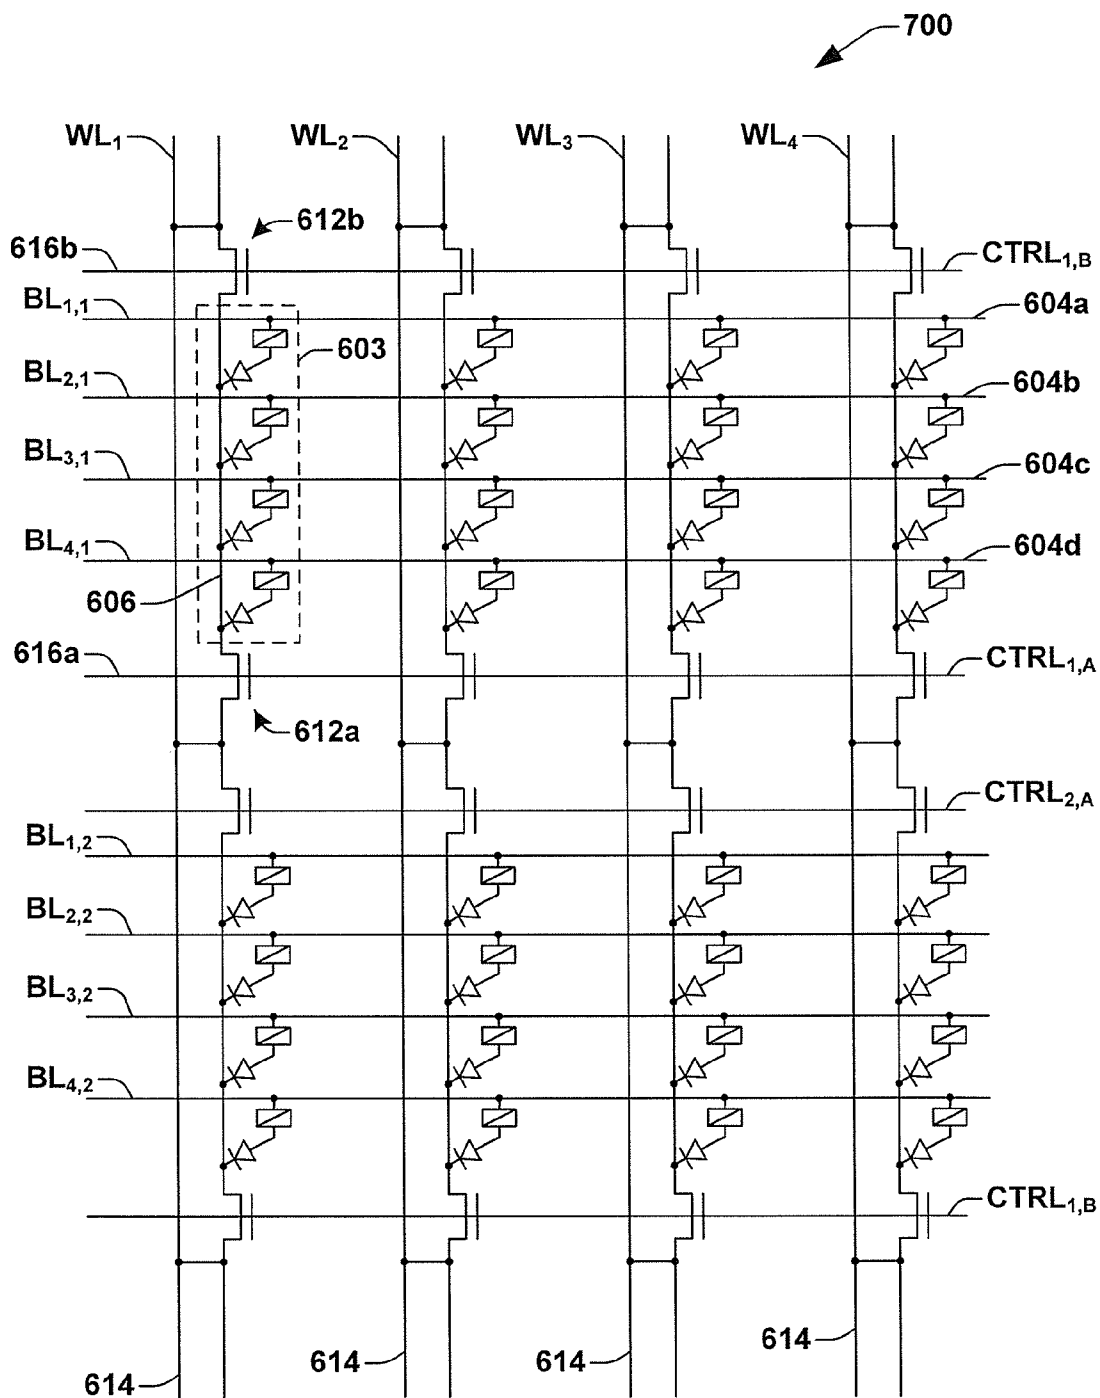 700
WL1 WL2 WL3 WL4
612b
616b CTRL1,B
BL1,1 604a
603
BL2,1 604b
BL3,1 604c
BL4,1 604d
606
616a CTRL1,A
612a
CTRL2,A
BL1,2
BL2,2
BL3,2
BL4,2
CTRL1,B
614 614 614 614